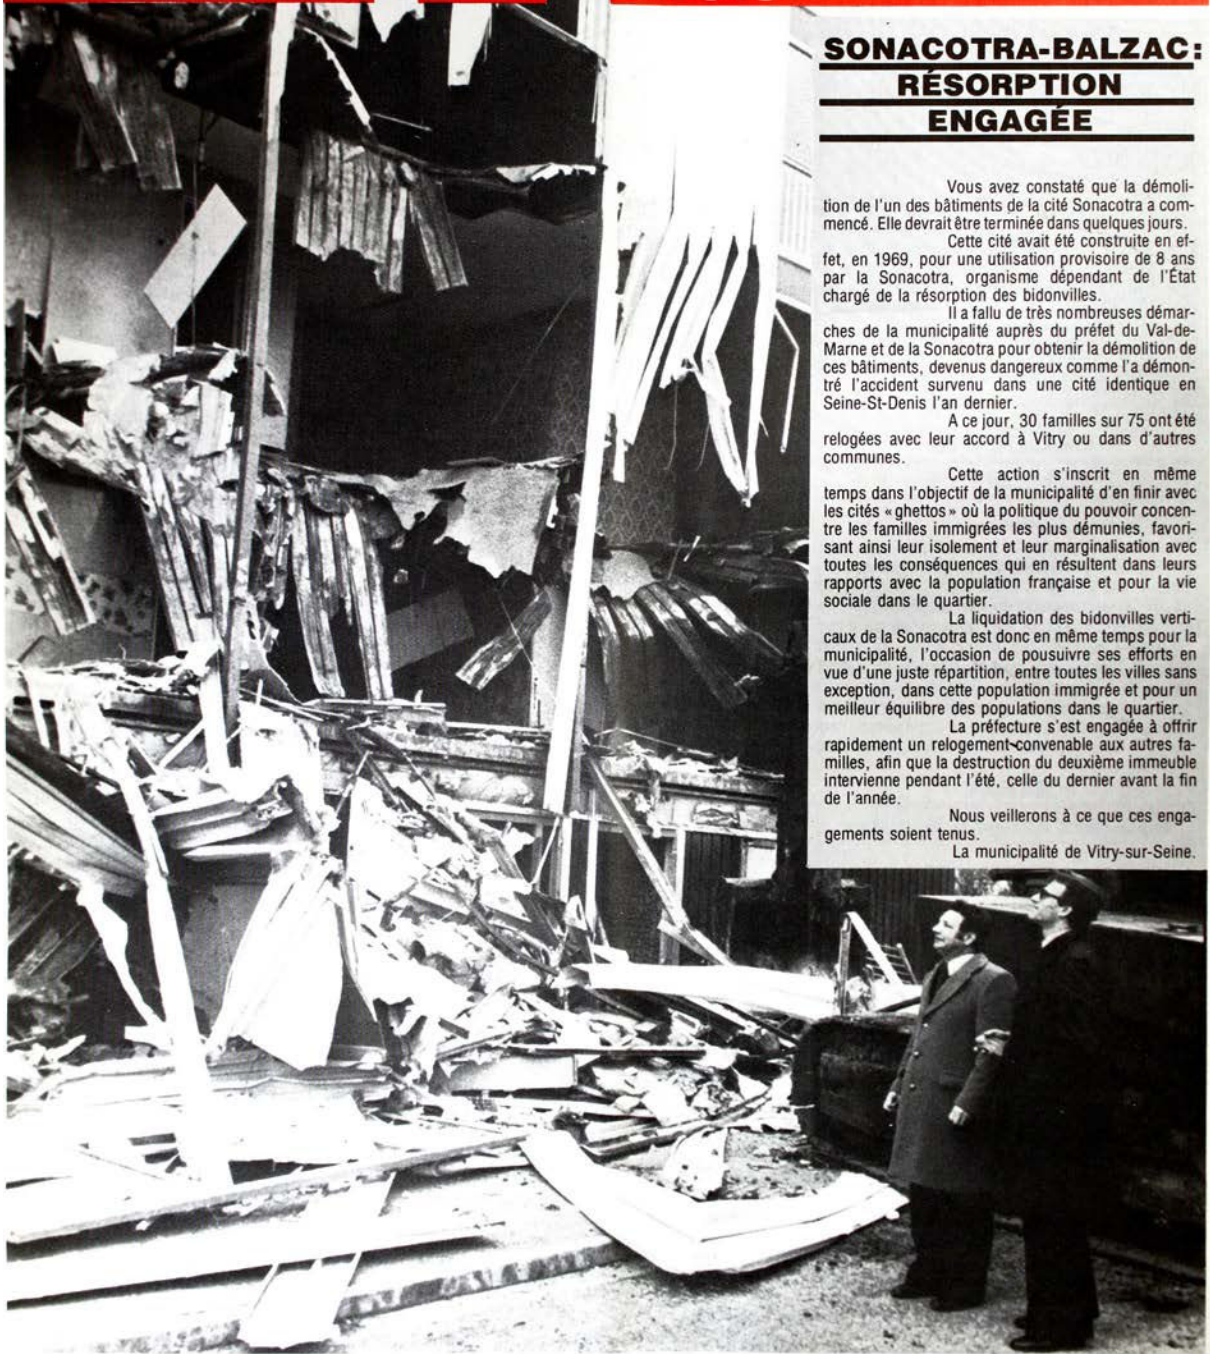 SONACOTRA-BALZAC:
RÉSORPTION
ENGAGÉE
Vous avez constaté que la démoli-
tion de l'un des bâtiments de la cité Sonacotra a com-
mencé. Elle devrait être terminée dans quelques jours.
Cette cité avait été construite en ef-
fet, en 1969, pour une utilisation provisoire de 8 ans
par la Sonacotra, organisme dépendant de l'État
chargé de la résorption des bidonvilles.
Il a fallu de très nombreuses démar-
ches de la municipalité auprès du préfet du Val-de-
Marne et de la Sonacotra pour obtenir la démolition de
ces bâtiments, devenus dangereux comme l'a démon-
tré l'accident survenu dans une cité identique en
Seine-St-Denis l'an dernier.
A ce jour, 30 familles sur 75 ont été
relogées avec leur accord à Vitry ou dans d'autres
communes.
Cette action s'inscrit en même
temps dans l'objectif de la municipalité d'en finir avec
les cités « ghettos » où la politique du pouvoir concen-
tre les familles immigrées les plus démunies, favori-
sant ainsi leur isolement et leur marginalisation avec
toutes les conséquences qui en résultent dans leurs
rapports avec la population française et pour la vie
sociale dans le quartier.
La liquidation des bidonvilles verti-
caux de la Sonacotra est donc en même temps pour la
municipalité, l'occasion de pousuivre ses efforts en
vue d'une juste répartition, entre toutes les villes sans
exception, dans cette population immigrée et pour un
meilleur équilibre des populations dans le quartier.
La préfecture s'est engagée à offrir
rapidement un relogement convenable aux autres fa-
milles, afin que la destruction du deuxième immeuble
intervienne pendant l'été, celle du dernier avant la fin
de l'année.
Nous veillerons à ce que ces enga-
gements soient tenus.
La municipalité de Vitry-sur-Seine.